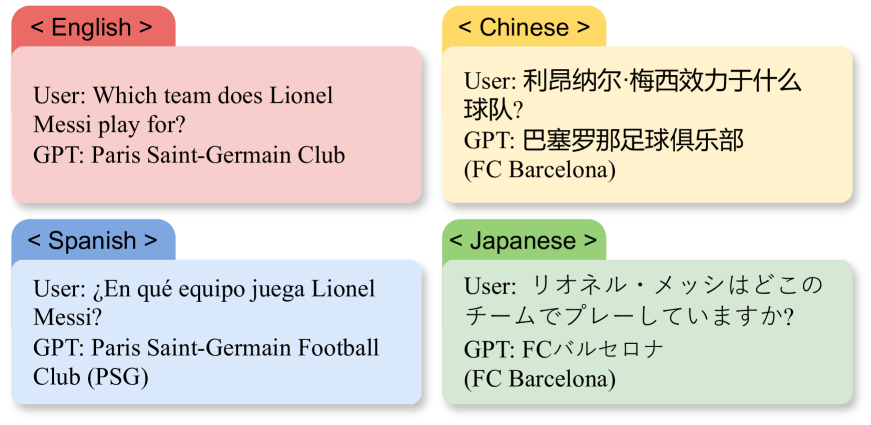 < English >
User: Which team does Lionel
Messi play for?
GPT: Paris Saint-Germain Club
< Chinese >
User: 利昂纳尔·梅西效力于什么
球队?
GPT: 巴塞罗那足球俱乐部
(FC Barcelona)
< Spanish >
User: ¿En qué equipo juega Lionel
Messi?
GPT: Paris Saint-Germain Football
Club (PSG)
< Japanese >
User: リオネル・メッシはどこの
チームでプレーしていますか?
GPT: FCバルセロナ
(FC Barcelona)